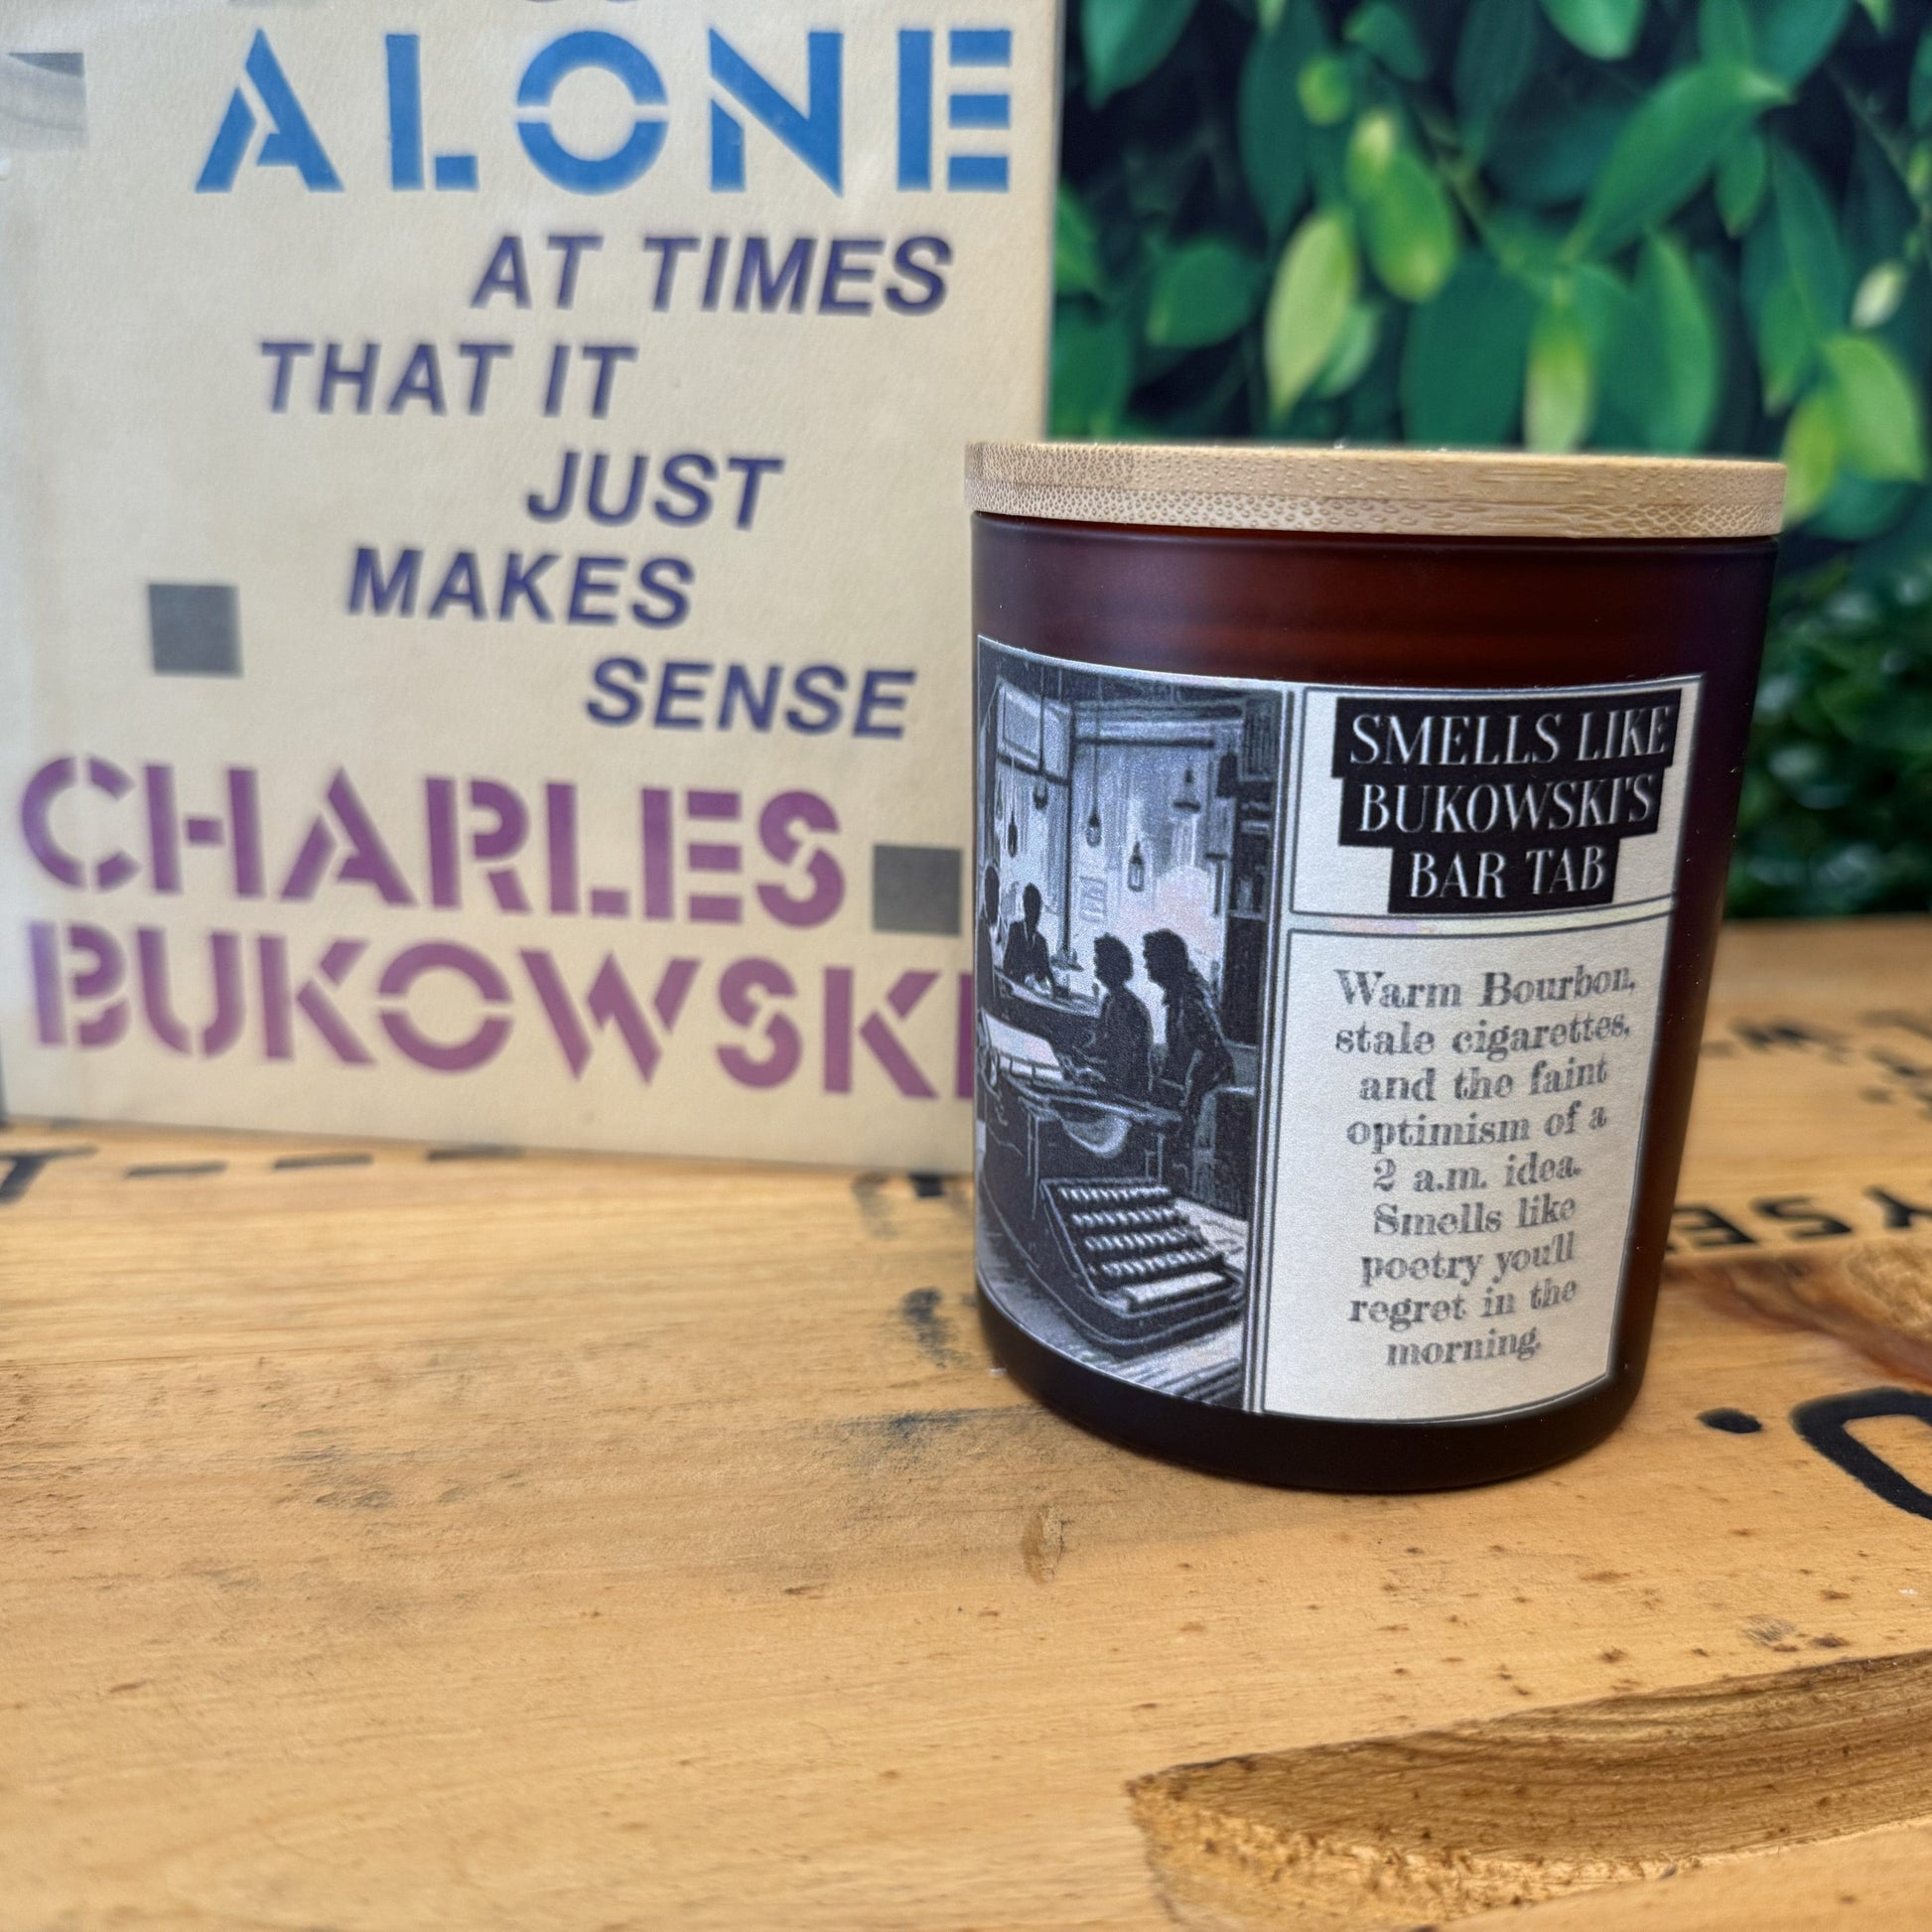 ALONE
AT TIMES
THAT IT
JUST
MAKES
SENSE
CHARLES
BUKOWSKI
SMELLS LIKE
BUKOWSKI'S
BAR TAB
Warm Bourbon,
stale cigarettes,
and the faint
optimism of a
2 a.m. idea.
Smells like
poetry you'll
regret in the
morning.